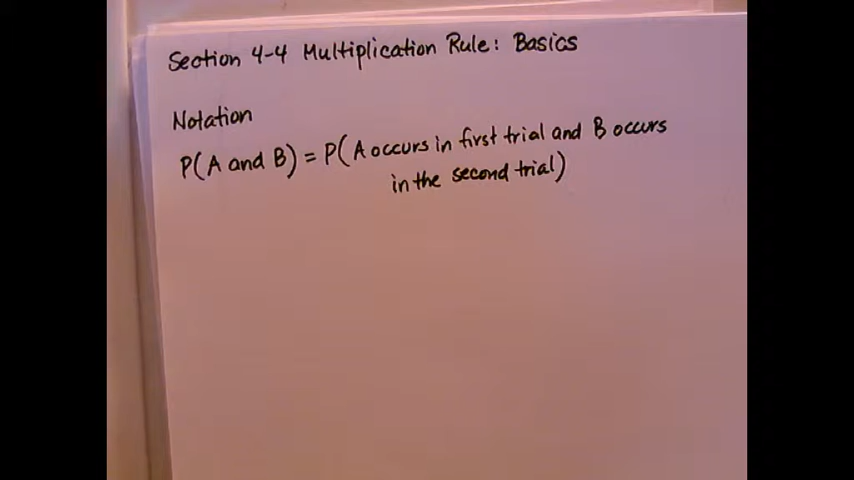 Section 4-4 Multiplication Rule: Basics
Notation
P(A and B) = P(A occurs in first trial and B occurs
in the second trial)